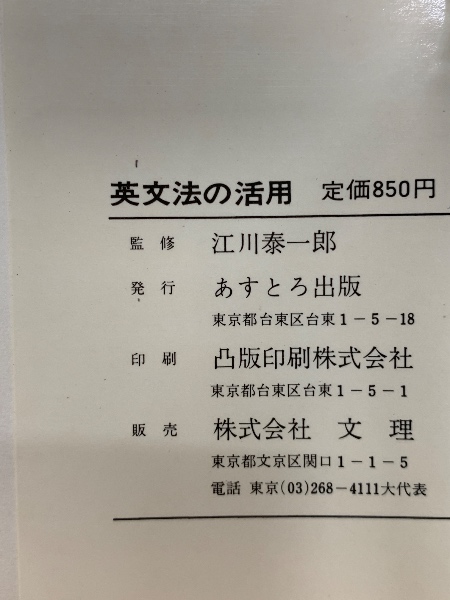 英文法の活用 定価850円
監修 江川泰一郎
発行 あすとろ出版
東京都台東区台東1-5-18
印刷 凸版印刷株式会社
東京都台東区台東1-5-1
販売 株式会社 文理
東京都文京区関口1-1-5
電話 東京(03)268-4111大代表